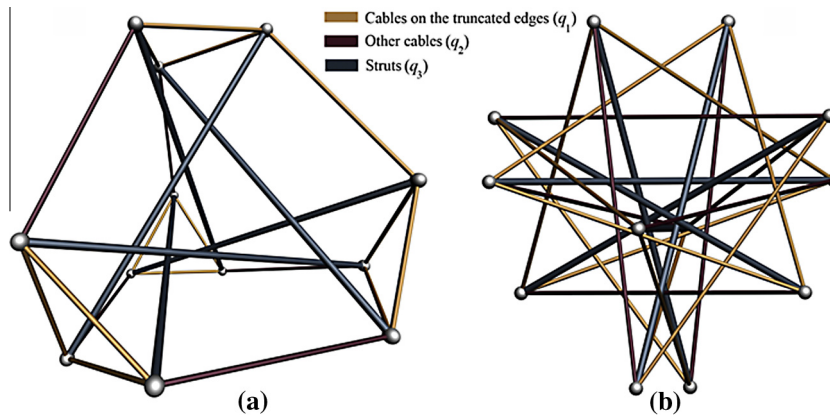 Cables on the truncated edges (q1)
Other cables (q2)
Struts (q3)
(a)
(b)